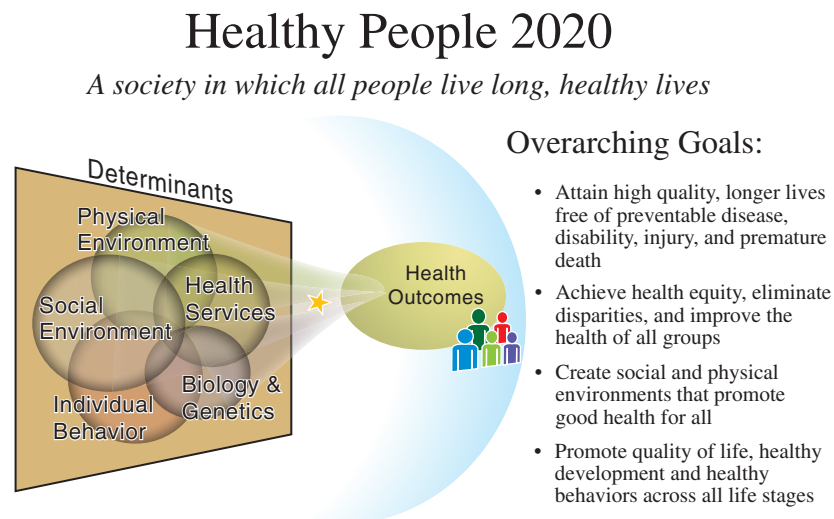 Healthy People 2020
A society in which all people live long, healthy lives
Determinants
Physical
Environment
Health
Services
Social
Environment
Biology &
Genetics
Individual
Behavior
Health
Outcomes
Overarching Goals:
• Attain high quality, longer lives
free of preventable disease,
disability, injury, and premature
death
• Achieve health equity, eliminate
disparities, and improve the
health of all groups
• Create social and physical
environments that promote
good health for all
• Promote quality of life, healthy
development and healthy
behaviors across all life stages